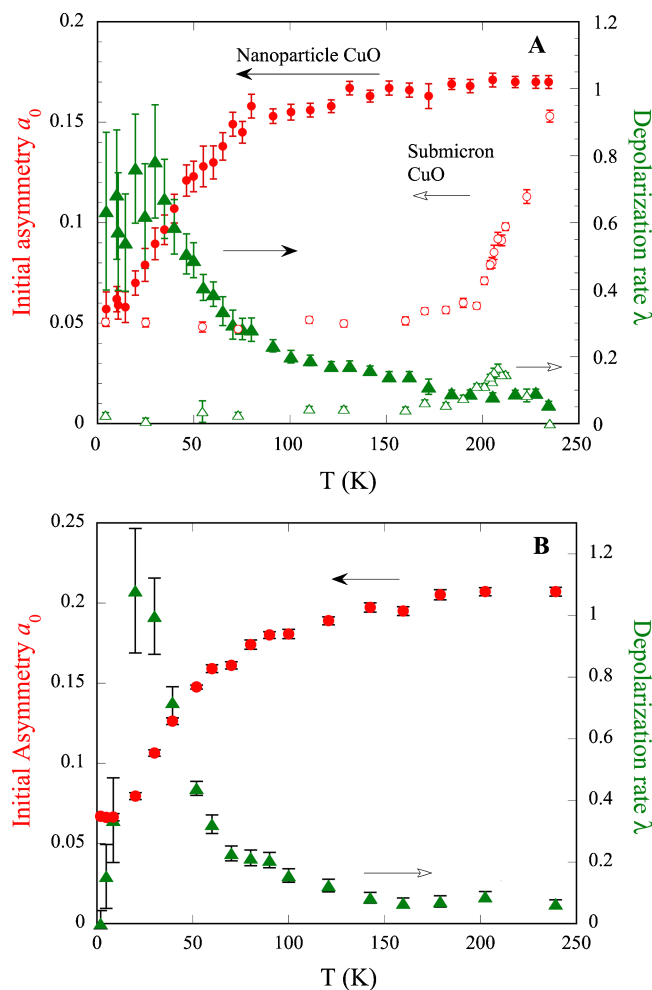 A
Nanoparticle CuO
Submicron
CuO
Initial asymmetry a0
0.2
0.15
0.1
0.05
0
1.2
1
0.8
0.6
0.4
0.2
0
Depolarization rate λ
0 50 100 150 200 250
T (K)
B
Initial Asymmetry a0
0.25
0.2
0.15
0.1
0.05
0
1.2
1
0.8
0.6
0.4
0.2
0
Depolarization rate λ
0 50 100 150 200 250
T (K)